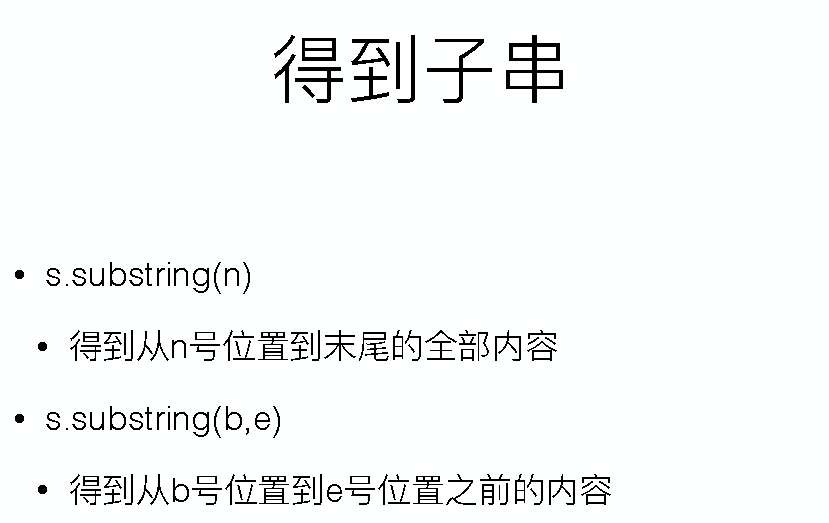 得到子串
• s.substring(n)
• 得到从n号位置到末尾的全部内容
• s.substring(b,e)
• 得到从b号位置到e号位置之前的内容